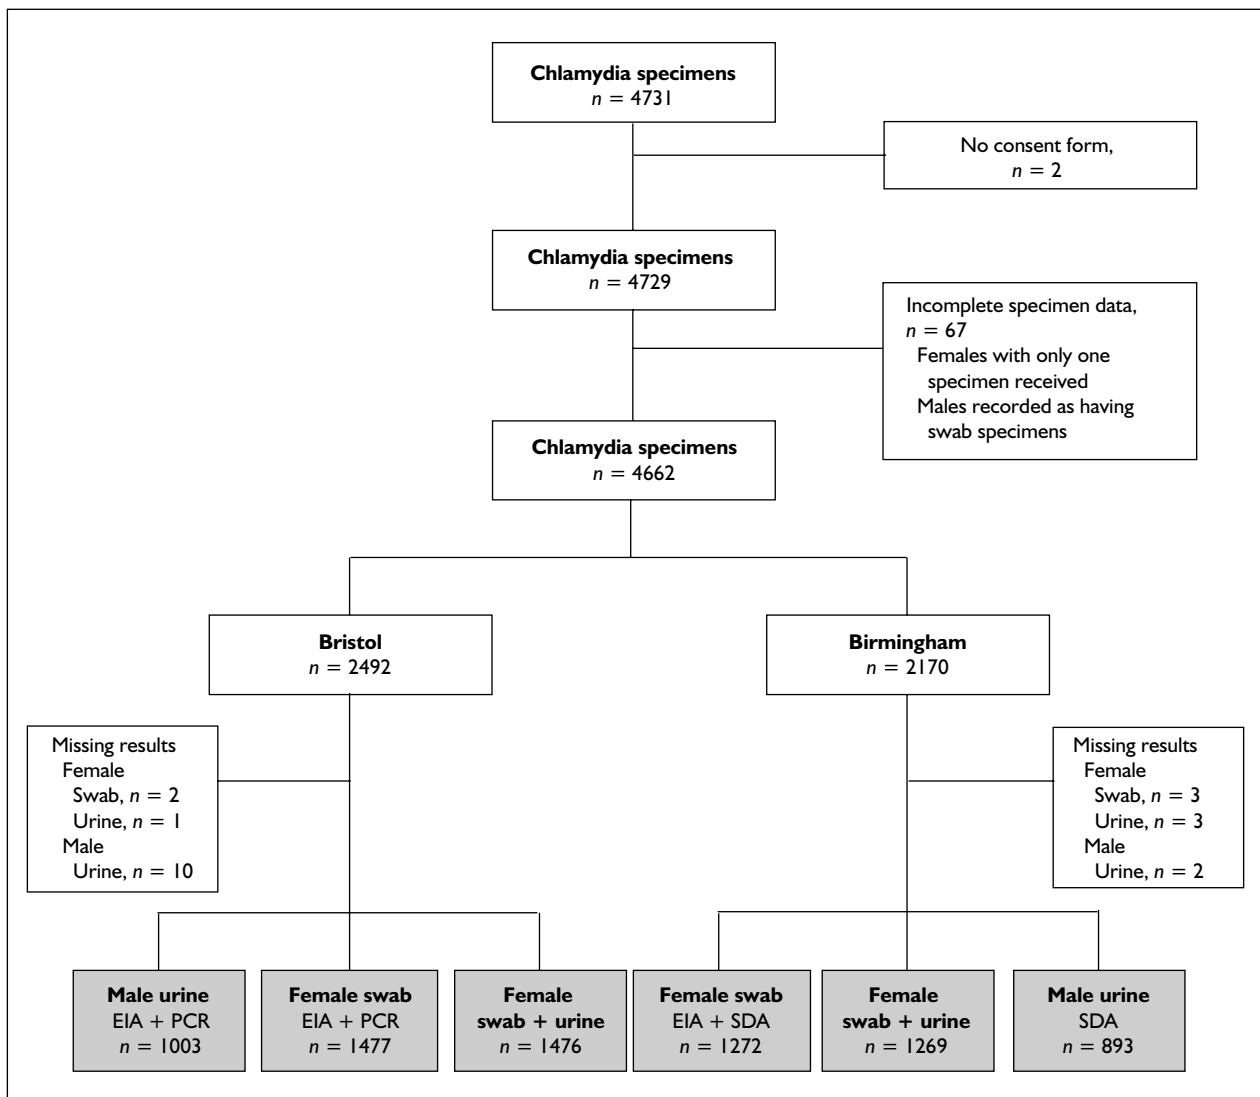 Chlamydia specimens
n = 4731
No consent form,
n = 2
Chlamydia specimens
n = 4729
Incomplete specimen data,
n = 67
Females with only one
specimen received
Males recorded as having
swab specimens
Chlamydia specimens
n = 4662
Bristol
n = 2492
Birmingham
n = 2170
Missing results
Female
Swab, n = 2
Urine, n = 1
Male
Urine, n = 10
Missing results
Female
Swab, n = 3
Urine, n = 3
Male
Urine, n = 2
Male urine
EIA + PCR
n = 1003
Female swab
EIA + PCR
n = 1477
Female
swab + urine
n = 1476
Female swab
EIA + SDA
n = 1272
Female
swab + urine
n = 1269
Male urine
SDA
n = 893